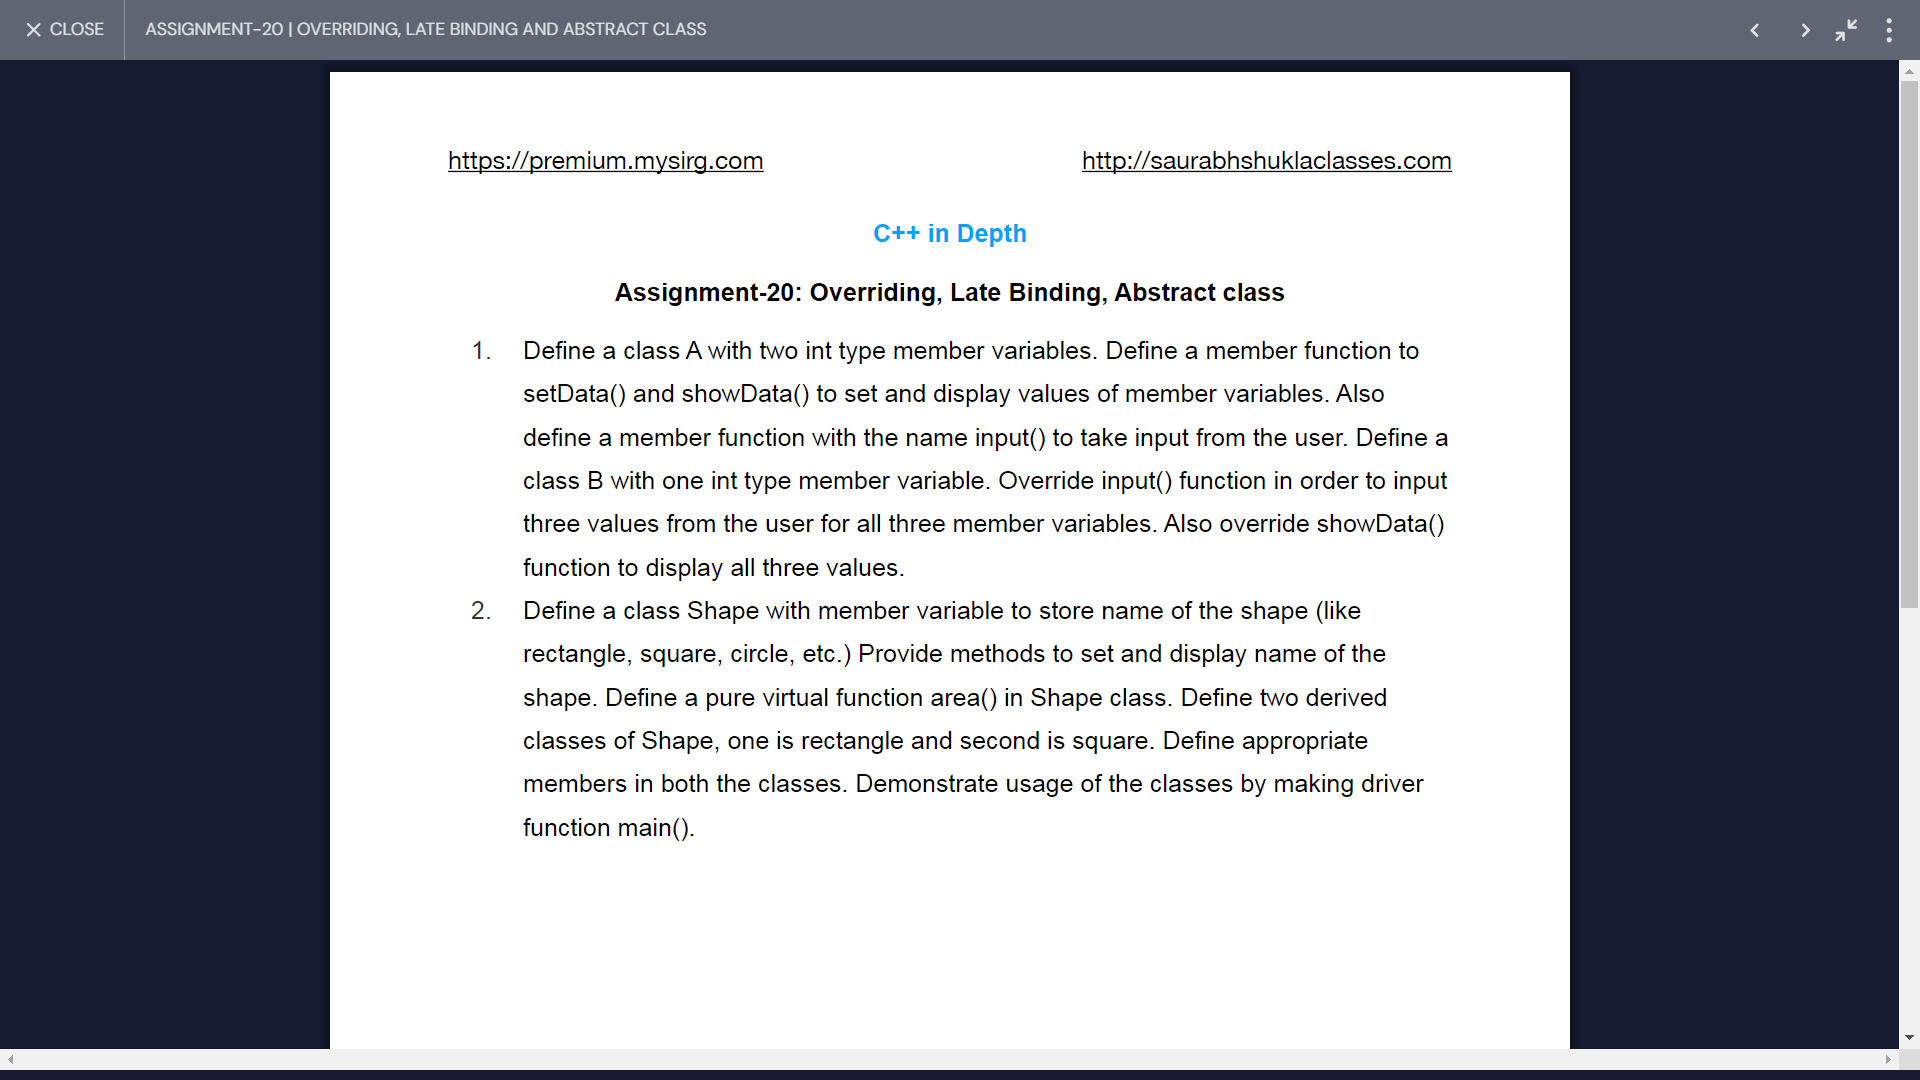 CLOSE
ASSIGNMENT-20 | OVERRIDING, LATE BINDING AND ABSTRACT CLASS
https://premium.mysirg.com
http://saurabhshuklaclasses.com
C++ in Depth
Assignment-20: Overriding, Late Binding, Abstract class
1. Define a class A with two int type member variables. Define a member function to
setData() and showData() to set and display values of member variables. Also
define a member function with the name input() to take input from the user. Define a
class B with one int type member variable. Override input() function in order to input
three values from the user for all three member variables. Also override showData()
function to display all three values.
2. Define a class Shape with member variable to store name of the shape (like
rectangle, square, circle, etc.) Provide methods to set and display name of the
shape. Define a pure virtual function area() in Shape class. Define two derived
classes of Shape, one is rectangle and second is square. Define appropriate
members in both the classes. Demonstrate usage of the classes by making driver
function main().